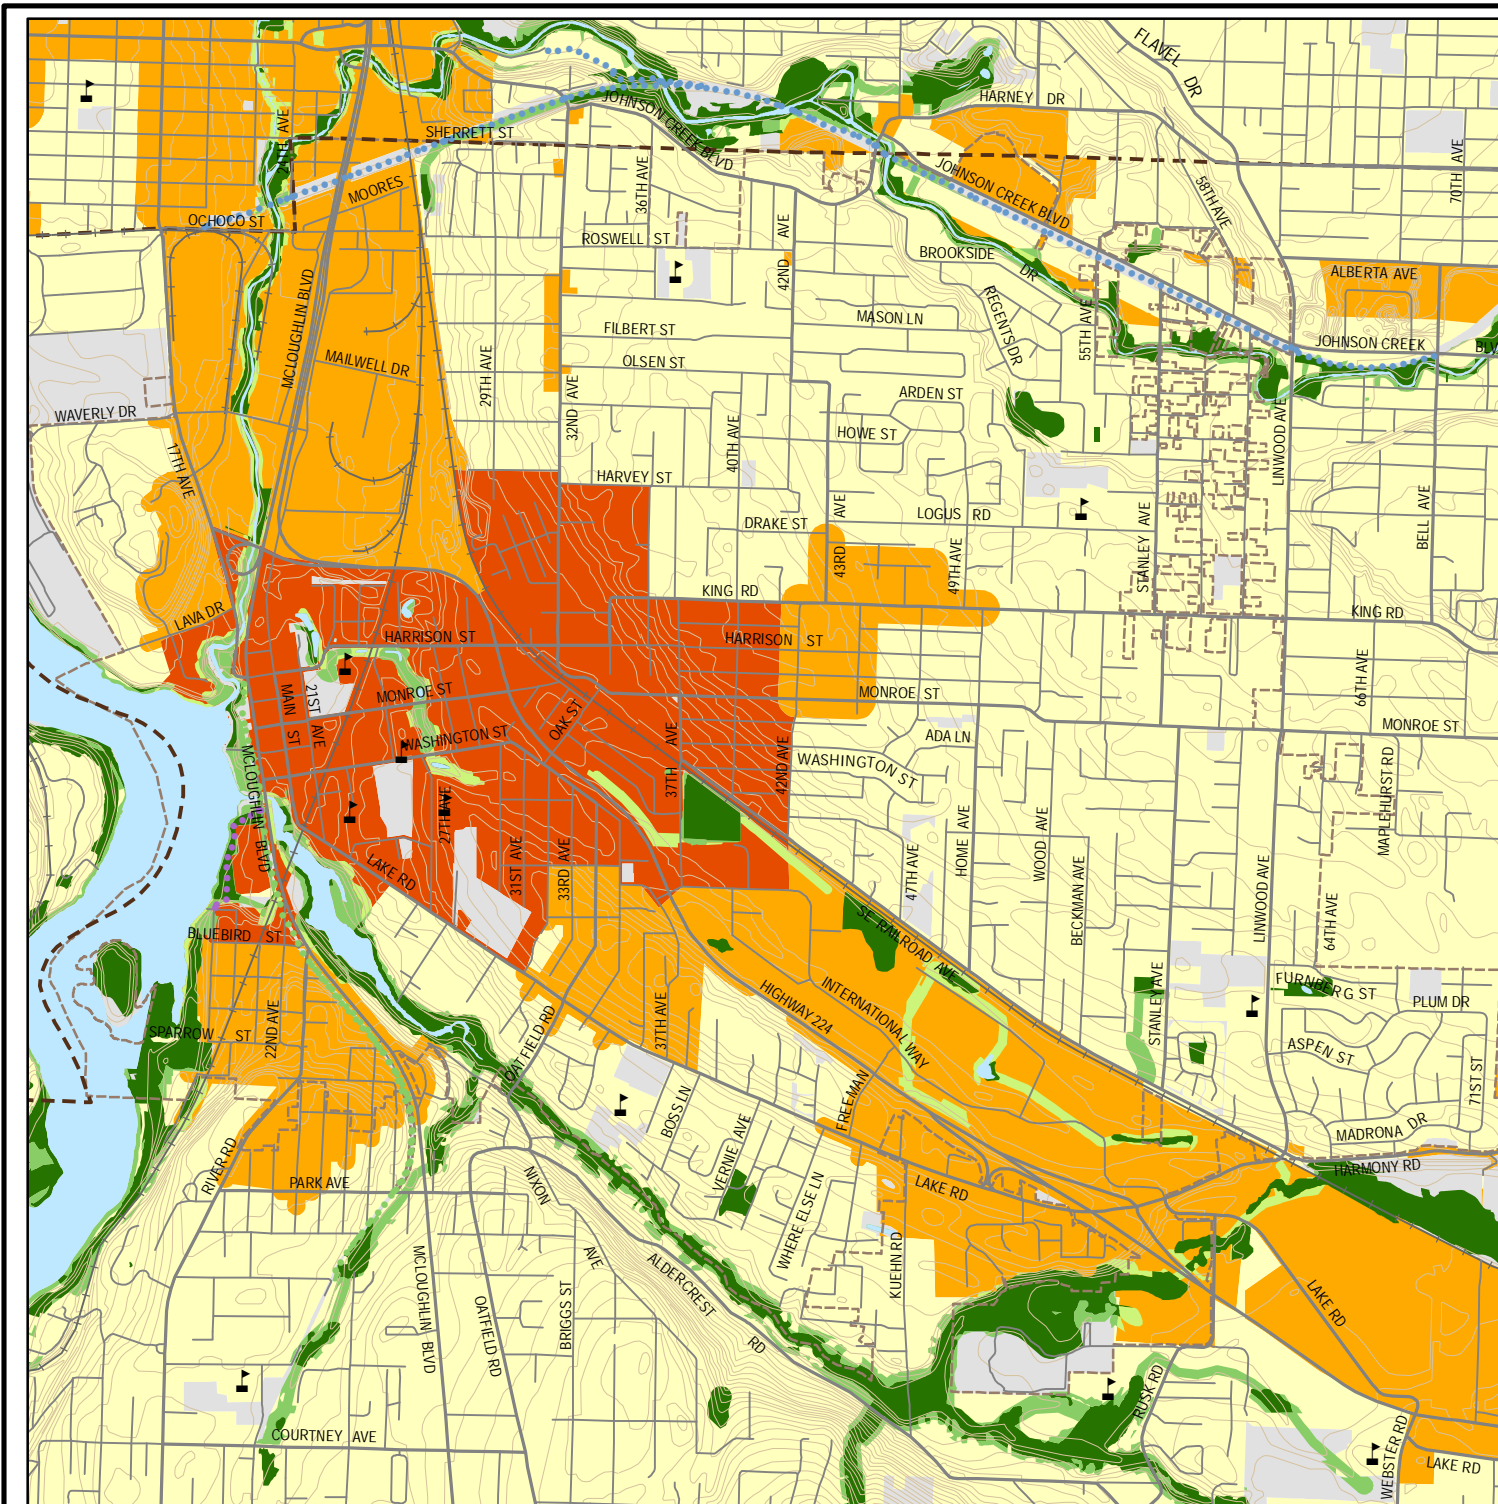 FLAVEL DR
HARNEY DR
JOHNSON CREEK BLVD
SHERRETT ST
24TH AVE
MOORES
OCHOCO ST
36TH AVE
JOHNSON CREEK BLVD
58TH AVE
70TH AVE
ROSWELL ST
42ND AVE
BROOKSIDE DR
ALBERTA AVE
MCLOUGHLIN BLVD
FILBERT ST
MASON LN
REGENTS DR
55TH AVE
JOHNSON CREEK BLV
MAILWELL DR
29TH AVE
OLSEN ST
32ND AVE
ARDEN ST
WAVERLY DR
40TH AVE
HOWE ST
LINWOOD AVE
17TH AVE
HARVEY ST
DRAKE ST
43RD AVE
LOGUS RD
49TH AVE
STANLEY AVE
BELL AVE
LAVA DR
KING RD
KING RD
HARRISON ST
HARRISON ST
MONROE ST
MONROE ST
66TH AVE
MONROE ST
MAIN ST
21ST AVE
OAK ST
WASHINGTON ST
37TH AVE
42ND AVE
ADA LN
WASHINGTON ST
MCLOUGHLIN BLVD
27TH AVE
MAPLEHURST RD
LAKE RD
31ST AVE
33RD AVE
47TH AVE
HOME AVE
WOOD AVE
BECKMAN AVE
LINWOOD AVE
64TH AVE
BLUEBIRD ST
SE RAILROAD AVE
STANLEY AVE
FURNBERG ST
PLUM DR
SPARROW ST
22ND AVE
OATFIELD RD
37TH AVE
HIGHWAY 224
INTERNATIONAL WAY
ASPEN ST
71ST ST
BOSS LN
FREEMAN
MADRONA DR
RIVER RD
VERNIE AVE
HARMONY RD
PARK AVE
NIXON AVE
WHERE ELSE LN
LAKE RD
KUEHN RD
MCLOUGHLIN BLVD
OATFIELD RD
BRIGGS ST
ALDERCREST RD
LAKE RD
RUSK RD
COURTNEY AVE
WEBSTER RD
LAKE RD